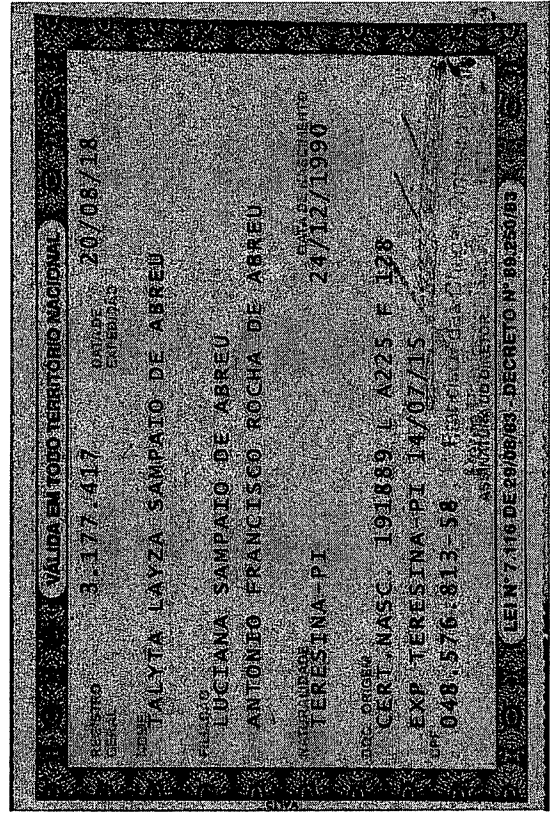 VÁLIDA EM TODO TERRITÓRIO NACIONAL
REGISTRO GERAL 3.177.417 DATA DE EXPEDIÇÃO 20/08/18
NOME
TALYTA LAYZA SAMPAIO DE ABREU
FILIAÇÃO
LUCIANA SAMPAIO DE ABREU
ANTONIO FRANCISCO ROCHA DE ABREU
NATURALIDADE DATA DE NASCIMENTO
TERESINA-PI 24/12/1990
DOC. ORIGEM
CERT.NASC. 191889 L A225 F 128
EXP TERESINA-PI 14/07/15
CPF
048.576.813-58
ASSINATURA DO DIRETOR
LEI Nº 7.116 DE 29/08/83 - DECRETO Nº 89.250/83